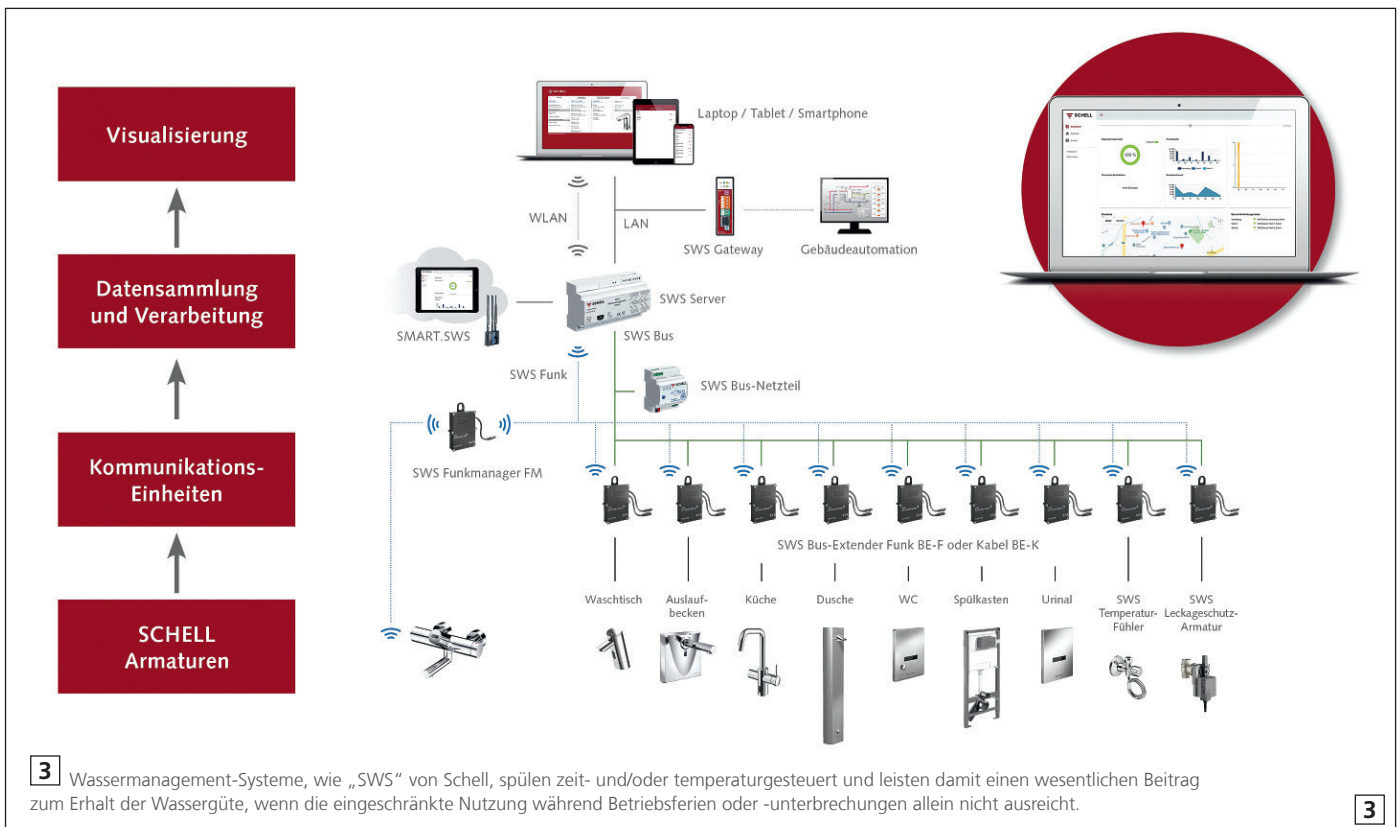 Visualisierung
Datensammlung
und Verarbeitung
Kommunikations-
Einheiten
SCHELL
Armaturen
Laptop / Tablet / Smartphone
WLAN
LAN
SWS Gateway
Gebäudeautomation
SMART.SWS
SWS Server
SWS Bus
SWS Funk
SWS Bus-Netzteil
SWS Funkmanager FM
SWS Bus-Extender Funk BE-F oder Kabel BE-K
Waschtisch
Auslauf-
becken
Küche
Dusche
WC
Spülkasten
Urinal
SWS
Temperatur-
Fühler
SWS
Leckageschutz-
Armatur
SCHELL
100 %
3 Wassermanagement-Systeme, wie „SWS“ von Schell, spülen zeit- und/oder temperaturgesteuert und leisten damit einen wesentlichen Beitrag
zum Erhalt der Wassergüte, wenn die eingeschränkte Nutzung während Betriebsferien oder -unterbrechungen allein nicht ausreicht.
3